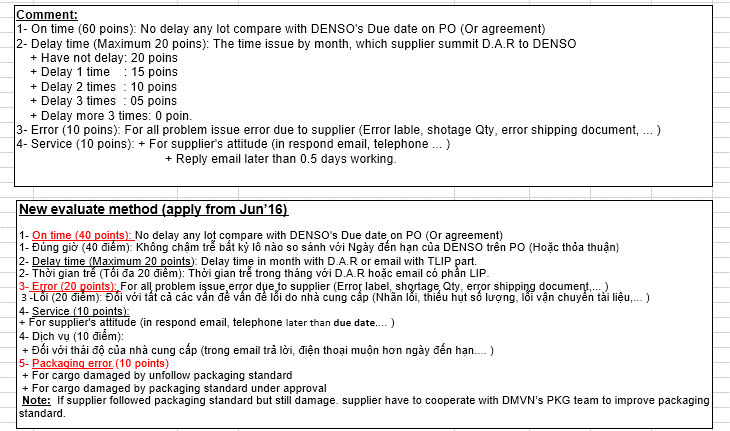 Comment:
1- On time (60 poins): No delay any lot compare with DENSO's Due date on PO (Or agreement)
2- Delay time (Maximum 20 poins): The time issue by month, which supplier summit D.A.R to DENSO
+ Have not delay: 20 poins
+ Delay 1 time : 15 poins
+ Delay 2 times : 10 poins
+ Delay 3 times : 05 poins
+ Delay more 3 times: 0 poin.
3- Error (10 poins): For all problem issue error due to supplier (Error lable, shotage Qty, error shipping document, ... )
4- Service (10 poins): + For supplier's attitude (in respond email, telephone ... )
+ Reply email later than 0.5 days working.
New evaluate method (apply from Jun'16)
1- On time (40 points): No delay any lot compare with DENSO's Due date on PO (Or agreement)
1- Đúng giờ (40 điểm): Không chậm trễ bất kỳ lô nào so sánh với Ngày đến hạn của DENSO trên PO (Hoặc thỏa thuận)
2- Delay time (Maximum 20 points): Delay time in month with D.A.R or email with TLIP part.
2- Thời gian trễ (Tối đa 20 điểm): Thời gian trễ trong tháng với D.A.R hoặc email có phần LIP.
3- Error (20 points): For all problem issue error due to supplier (Error label, shortage Qty, error shipping document,... )
3 -Lỗi (20 điểm): Đối với tất cả các vấn đề vấn đề lỗi do nhà cung cấp (Nhãn lỗi, thiếu hụt số lượng, lỗi vận chuyển tài liệu,... )
4- Service (10 points):
+ For supplier's attitude (in respond email, telephone later than due date.... )
4- Dịch vụ (10 điểm):
+ Đối với thái độ của nhà cung cấp (trong email trả lời, điện thoại muộn hơn ngày đến hạn.... )
5- Packaging error (10 points)
+ For cargo damaged by unfollow packaging standard
+ For cargo damaged by packaging standard under approval
Note: If supplier followed packaging standard but still damage. supplier have to cooperate with DMVN's PKG team to improve packaging
standard.